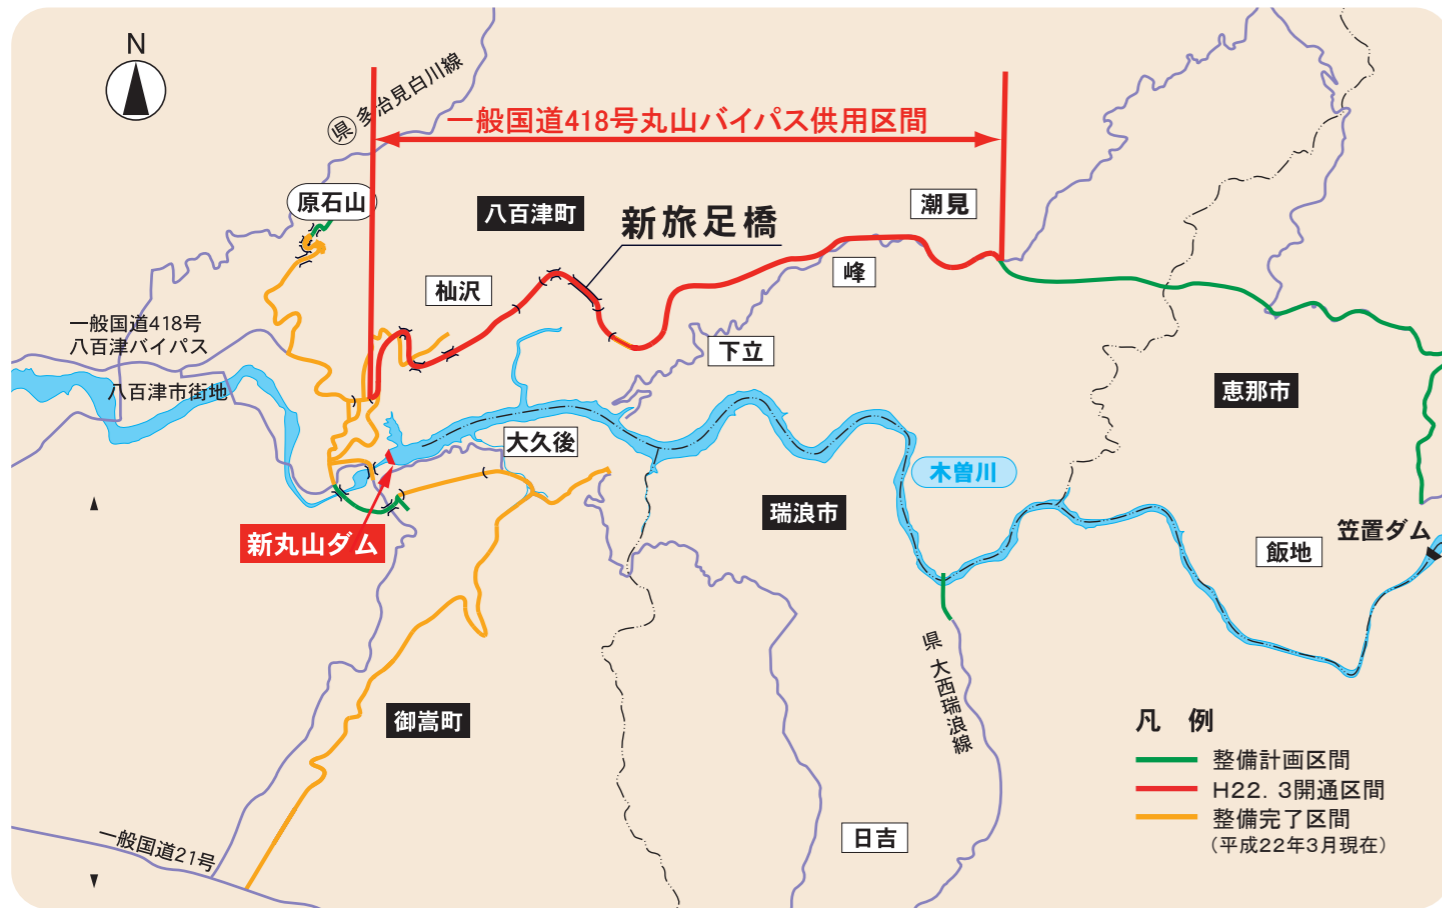 N
県 多治見白川線
一般国道418号丸山バイパス供用区間
原石山
八百津町
新旅足橋
潮見
杣沢
峰
一般国道418号
八百津バイパス
下立
八百津市街地
恵那市
大久後
木曽川
瑞浪市
新丸山ダム
笠置ダム
飯地
県 大西瑞浪線
御嵩町
凡 例
整備計画区間
H22. 3開通区間
整備完了区間
(平成22年3月現在)
一般国道21号
日吉